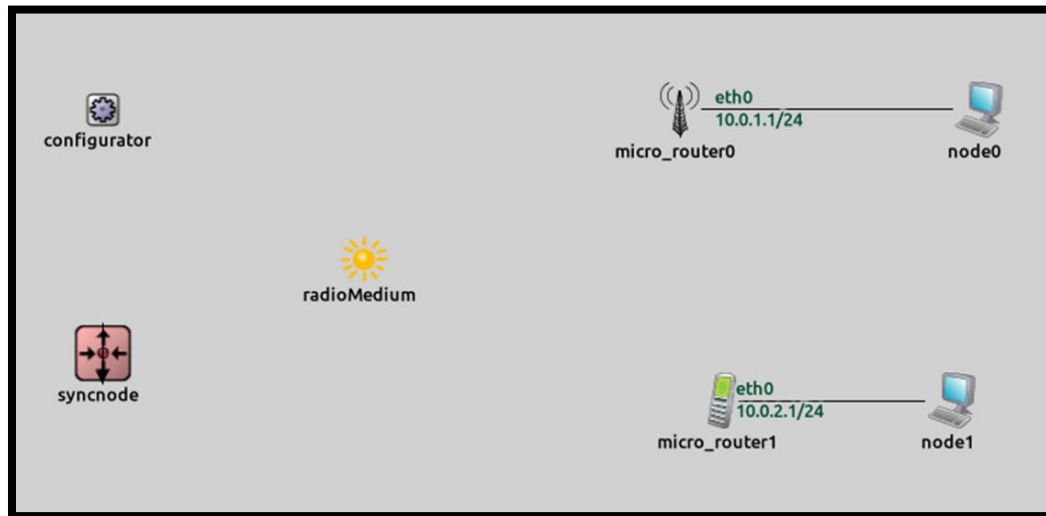 configurator
eth0
10.0.1.1/24
micro_router0
node0
radioMedium
syncnode
eth0
10.0.2.1/24
micro_router1
node1